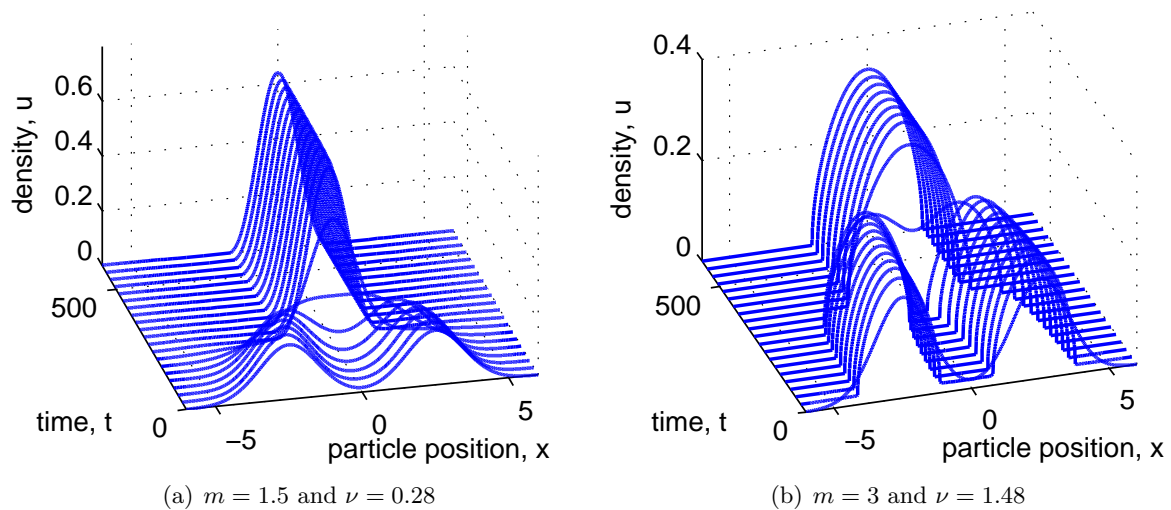 0.6
0.4
0.2
0
density, u
500
0
time, t
−5
0
5
particle position, x
0.4
0.2
0
density, u
500
0
time, t
−5
0
5
particle position, x
(a) m = 1.5 and ν = 0.28
(b) m = 3 and ν = 1.48